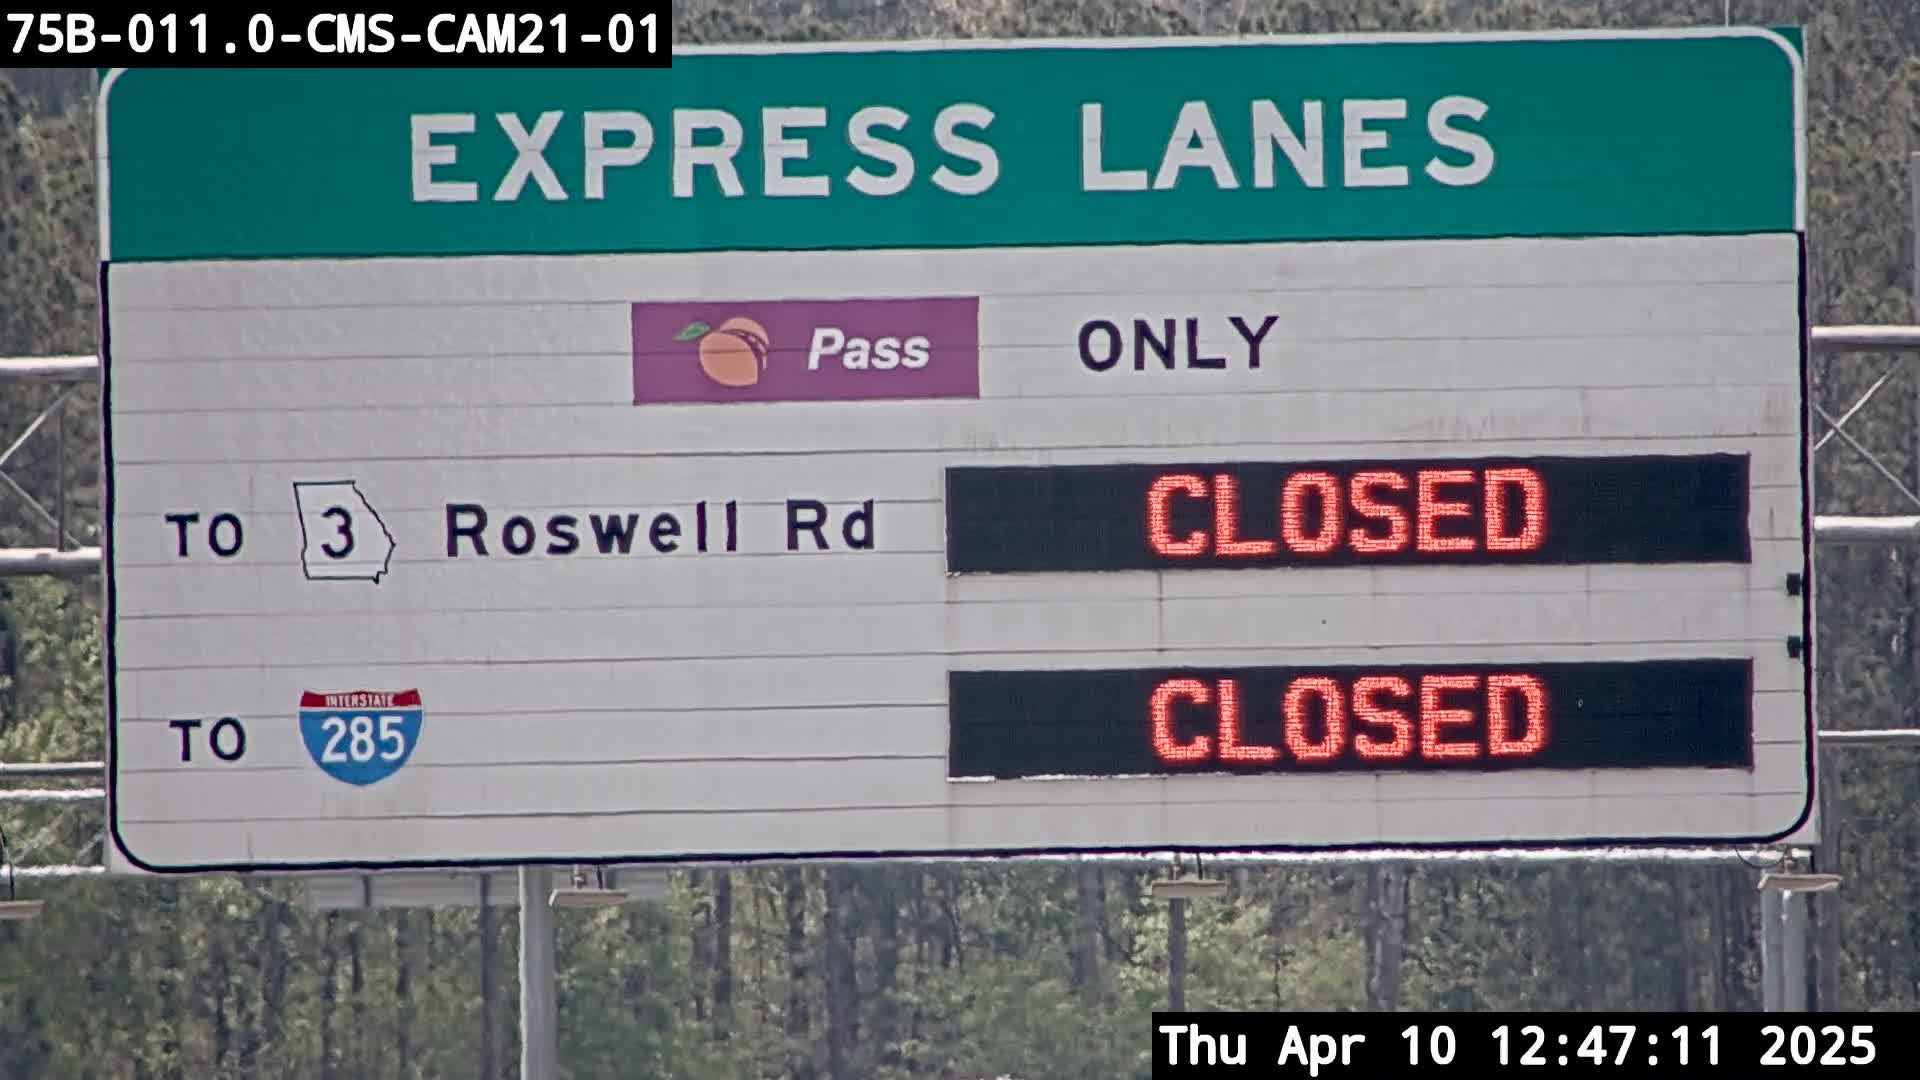 75B-011.0-CMS-CAM21-01
EXPRESS LANES
Pass ONLY
TO 3 Roswell Rd CLOSED
INTERSTATE
TO 285 CLOSED
Thu Apr 10 12:47:11 2025